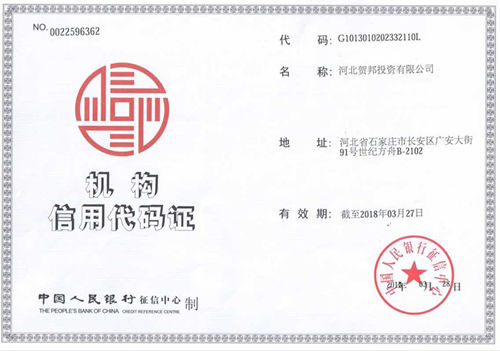 NO.0022596362
代 码: G1013010202332110L
名 称: 河北贺邦投资有限公司
地 址: 河北省石家庄市长安区广安大街
91号世纪方舟B-2102
机构
信用代码证
有效期: 截至2018年03月27日
中国人民银行征信中心
年 月28日
中国人民银行征信中心 制
THE PEOPLE'S BANK OF CHINA CREDIT REFERENCE CENTRE